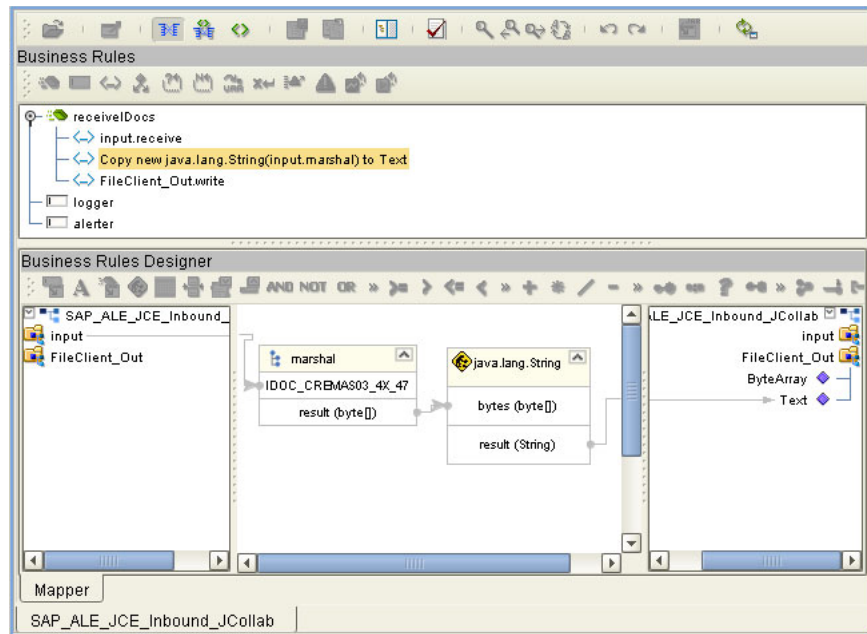 Business Rules
receiveIDocs
input.receive
Copy new java.lang.String(input.marshal) to Text
FileClient_Out.write
logger
alerter
Business Rules Designer
A AND NOT OR » >= > <= < » + * / - » ? » 
SAP_ALE_JCE_Inbound_
input
FileClient_Out
marshal
IDOC_CREMAS03_4X_47
result (byte[])
java.lang.String
bytes (byte[])
result (String)
LE_JCE_Inbound_JCollab
input
FileClient_Out
ByteArray
Text
Mapper
SAP_ALE_JCE_Inbound_JCollab